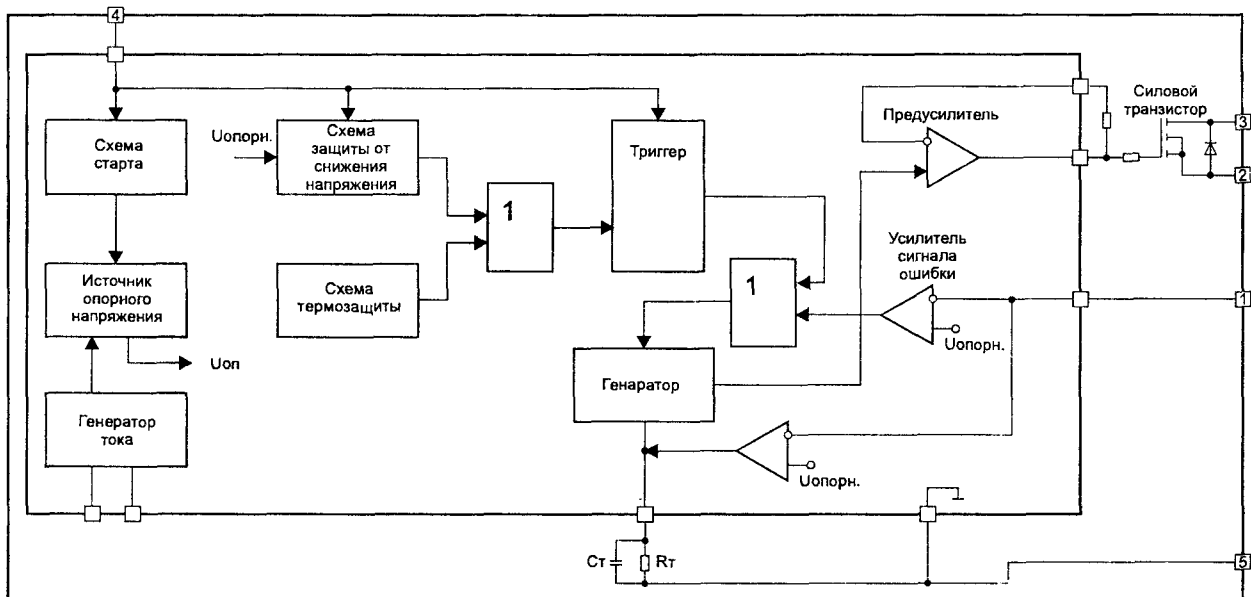 4
Силовой
транзистор
Предусилитель
3
2
Схема
старта
Uопорн.
Схема
защиты от
снижения
напряжения
Триггер
1
Усилитель
сигнала
ошибки
Источник
опорного
напряжения
Схема
термозащиты
1
1
Uопорн.
Uоп
Генаратор
Генератор
тока
Uопорн.
Cт
Rт
5